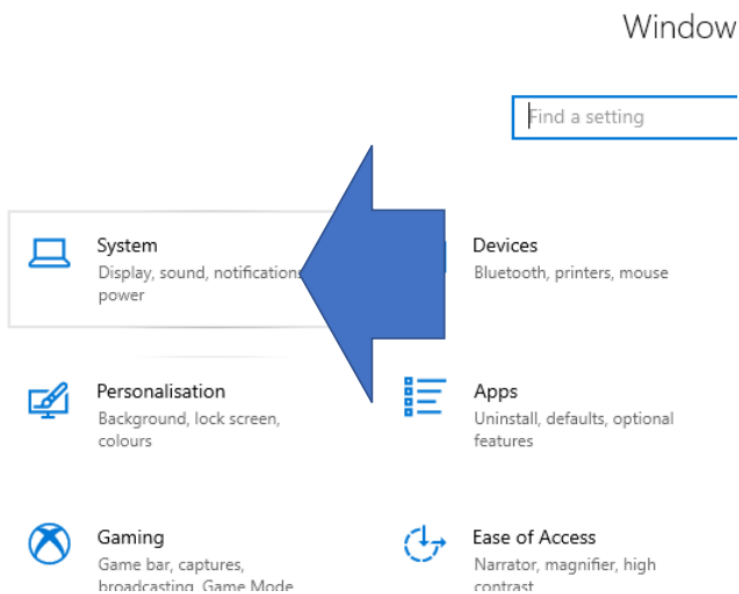 Window
Find a setting
System
Display, sound, notifications
power
Devices
Bluetooth, printers, mouse
Personalisation
Background, lock screen,
colours
Apps
Uninstall, defaults, optional
features
Gaming
Game bar, captures,
broadcasting, Game Mode
Ease of Access
Narrator, magnifier, high
contrast